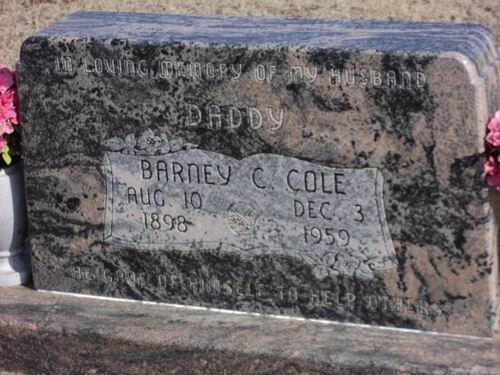 IN LOVING MEMORY OF MY HUSBAND
DADDY
BARNEY C. COLE
AUG. 10 DEC. 3
1898 1959
HE GAVE OF HIMSELF TO HELP OTHERS